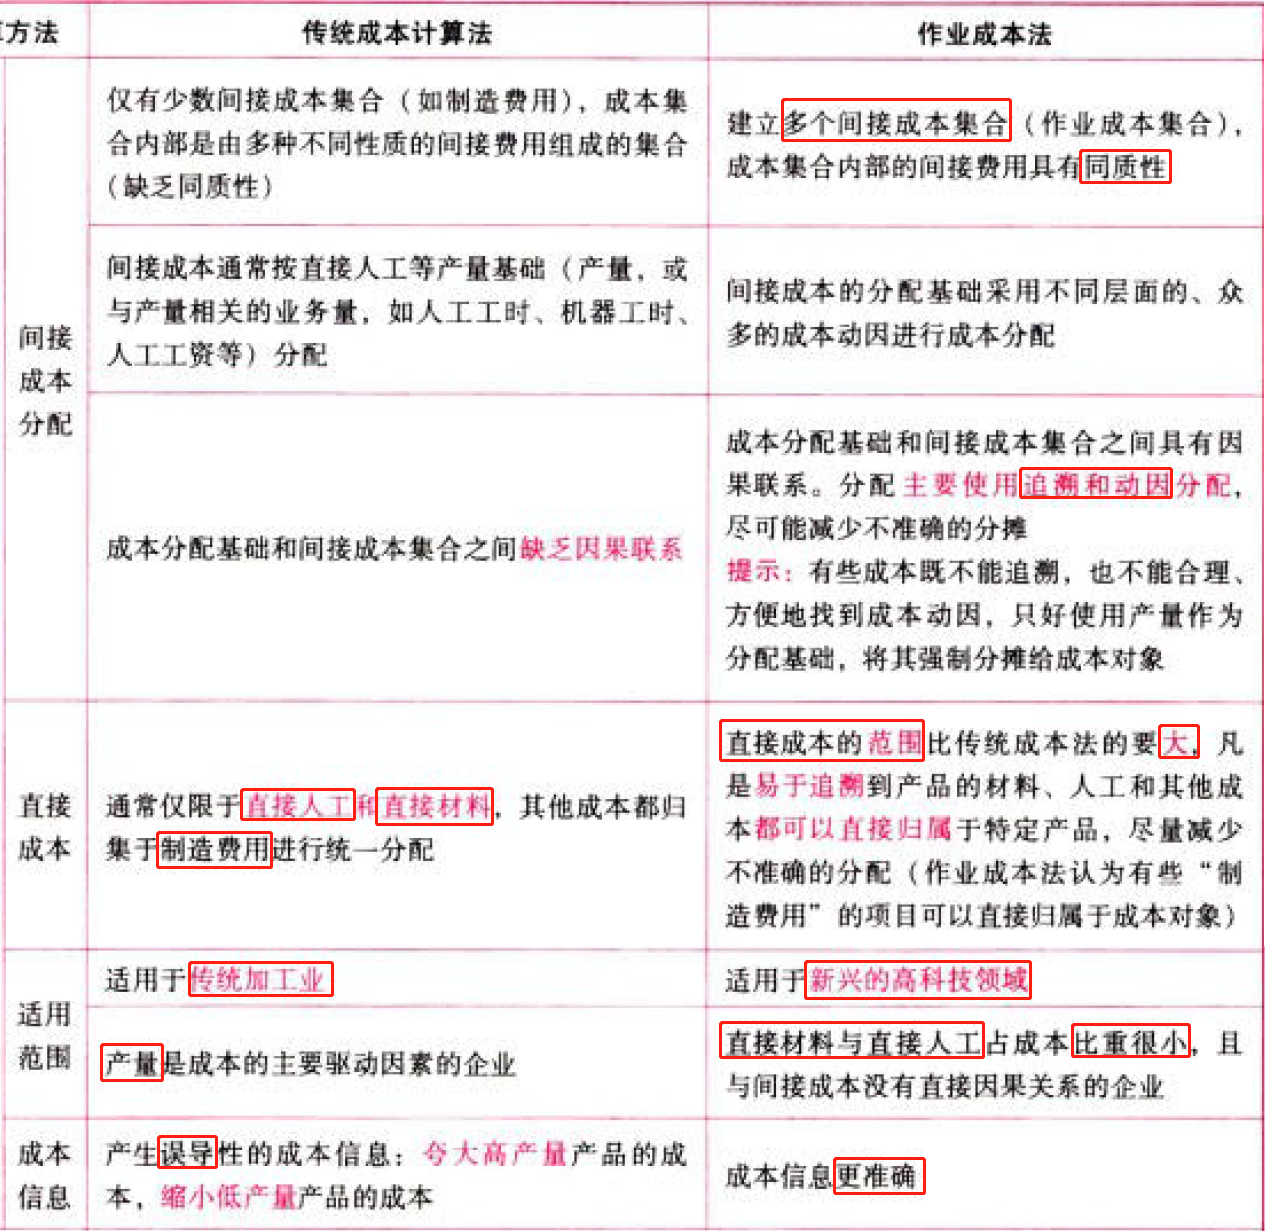 方法
传统成本计算法
作业成本法
间接
成本
分配
仅有少数间接成本集合（如制造费用），成本集
合内部是由多种不同性质的间接费用组成的集合
（缺乏同质性）
建立多个间接成本集合（作业成本集合），
成本集合内部的间接费用具有同质性
间接成本通常按直接人工等产量基础（产量，或
与产量相关的业务量，如人工工时、机器工时、
人工工资等）分配
间接成本的分配基础采用不同层面的、众
多的成本动因进行成本分配
成本分配基础和间接成本集合之间缺乏因果联系
成本分配基础和间接成本集合之间具有因
果联系。分配主要使用追溯和动因分配，
尽可能减少不准确的分摊
提示：有些成本既不能追溯，也不能合理、
方便地找到成本动因，只好使用产量作为
分配基础，将其强制分摊给成本对象
直接
成本
通常仅限于直接人工和直接材料，其他成本都归
集于制造费用进行统一分配
直接成本的范围比传统成本法的要大，凡
是易于追溯到产品的材料、人工和其他成
本都可以直接归属于特定产品，尽量减少
不准确的分配（作业成本法认为有些“制
造费用”的项目可以直接归属于成本对象）
适用
范围
适用于传统加工业
适用于新兴的高科技领域
产量是成本的主要驱动因素的企业
直接材料与直接人工占成本比重很小，且
与间接成本没有直接因果关系的企业
成本
信息
产生误导性的成本信息：夸大高产量产品的成
本，缩小低产量产品的成本
成本信息更准确